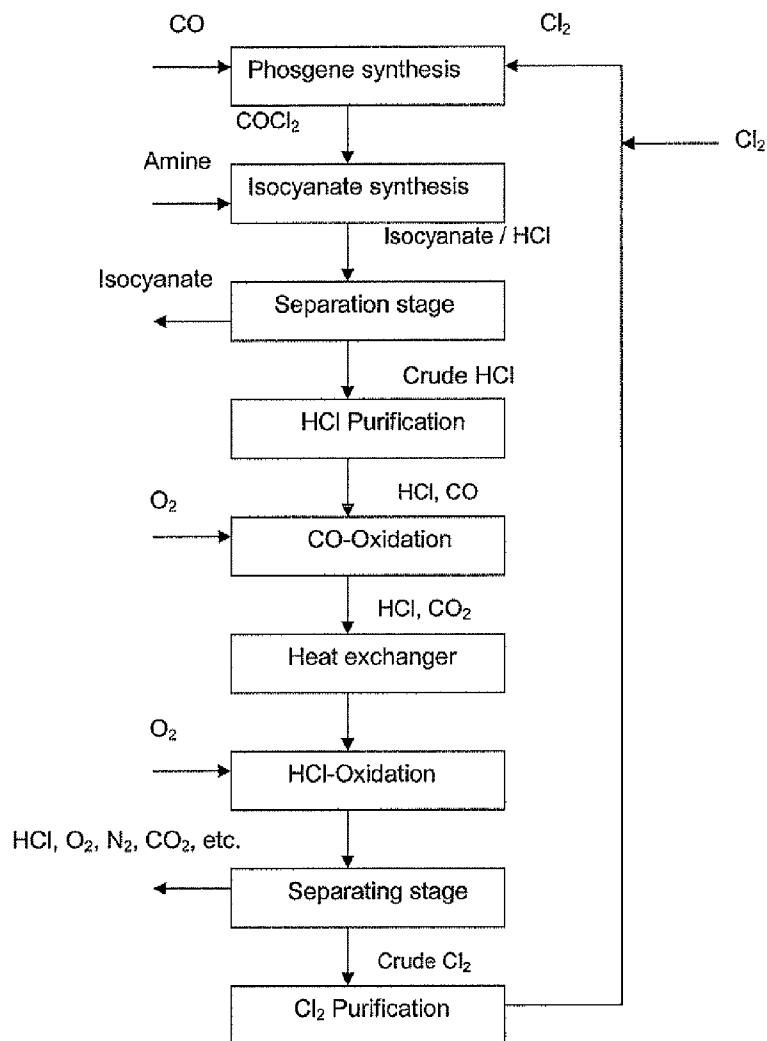 CO
Cl₂
Phosgene synthesis
COCl₂
Cl₂
Amine
Isocyanate synthesis
Isocyanate / HCl
Isocyanate
Separation stage
Crude HCl
HCl Purification
HCl, CO
O₂
CO-Oxidation
HCl, CO₂
Heat exchanger
O₂
HCl-Oxidation
HCl, O₂, N₂, CO₂, etc.
Separating stage
Crude Cl₂
Cl₂ Purification